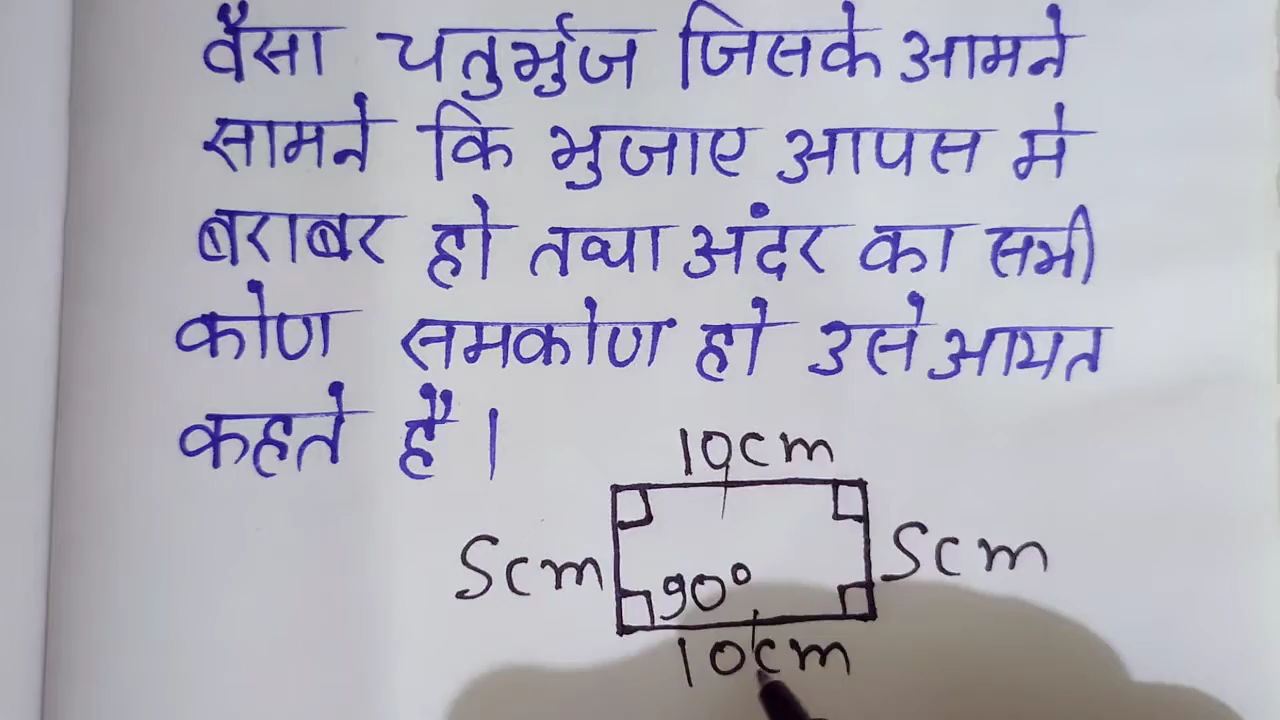 वैसा चतुर्भुज जिसके आमने
सामने कि भुजाए आपस मे
बराबर हो तथा अंदर का सभी
कोण समकोण हो उसे आयत
कहते है।
10cm
5cm
5cm
90°
10cm